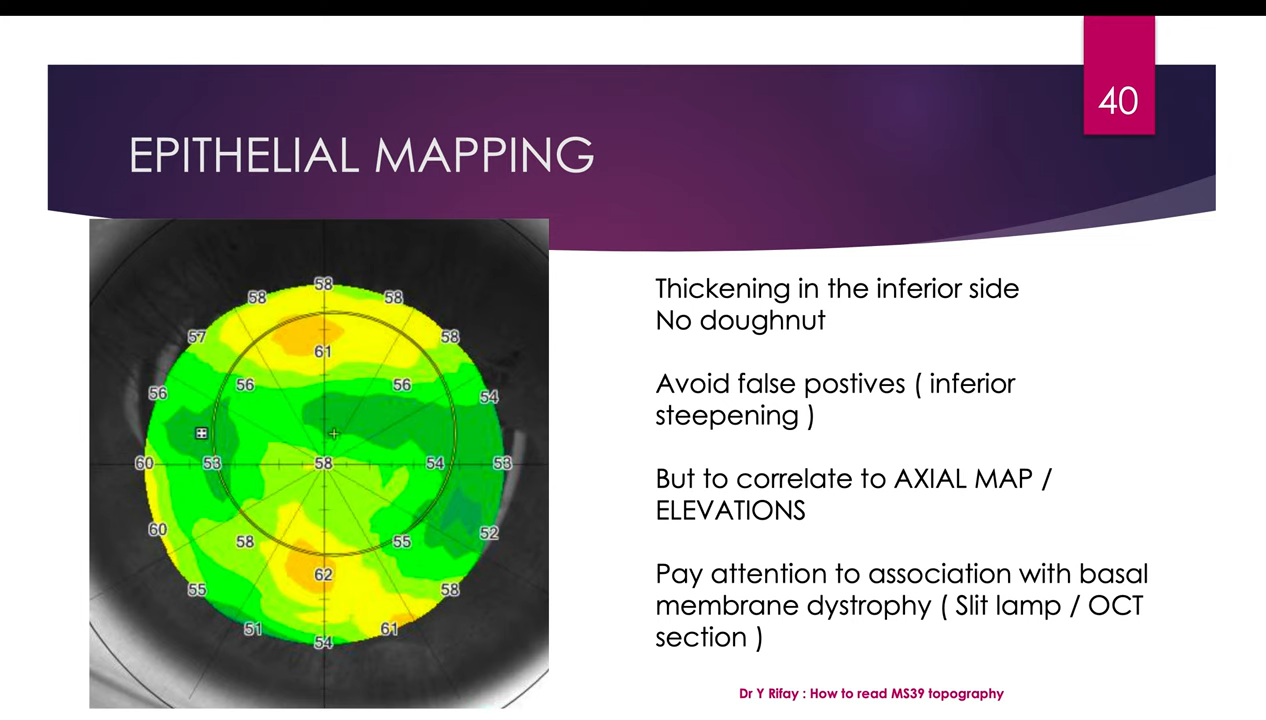 40
EPITHELIAL MAPPING
58
58 58
57 58
61
56 56
56 54
60 53 58 54 53
60 58 55 52
62
55 58
51 54 61
Thickening in the inferior side
No doughnut
Avoid false postives ( inferior
steepening )
But to correlate to AXIAL MAP /
ELEVATIONS
Pay attention to association with basal
membrane dystrophy ( Slit lamp / OCT
section )
Dr Y Rifay : How to read MS39 topography